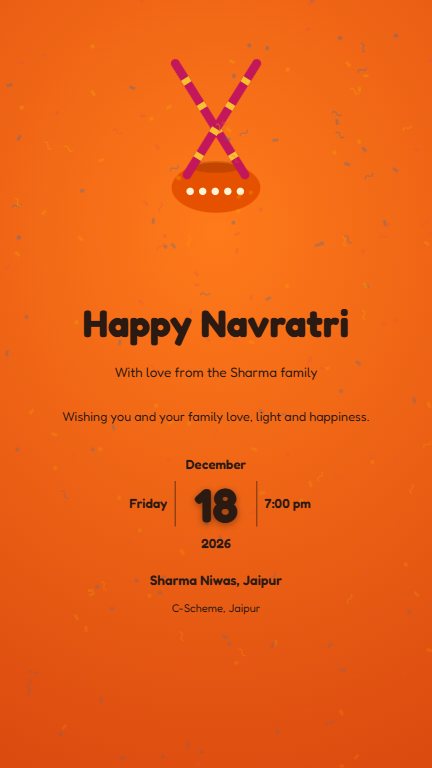 Happy Navratri
With love from the Sharma family
Wishing you and your family love, light and happiness.
December
Friday
18
7:00 pm
2026
Sharma Niwas, Jaipur
C-Scheme, Jaipur